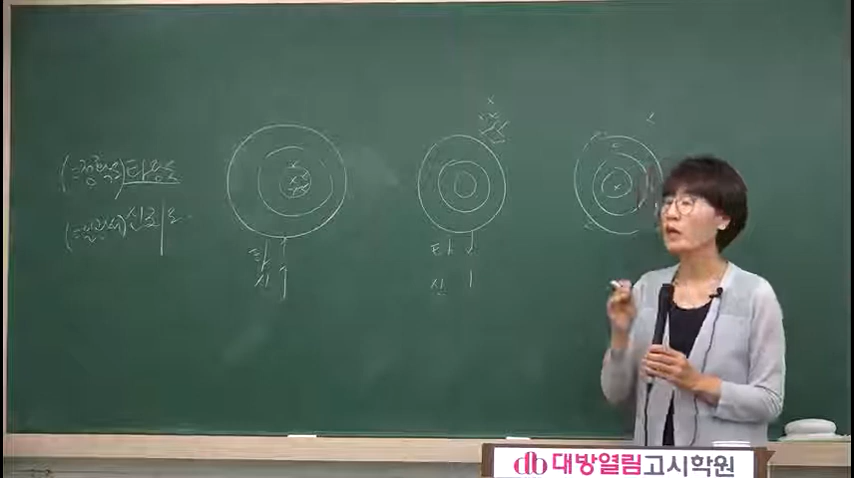 (=정확성) 타당도
(=일관성) 신뢰도
타 ↑
신 ↑
타 ↓
신 ↑
db 대방열림고시학원